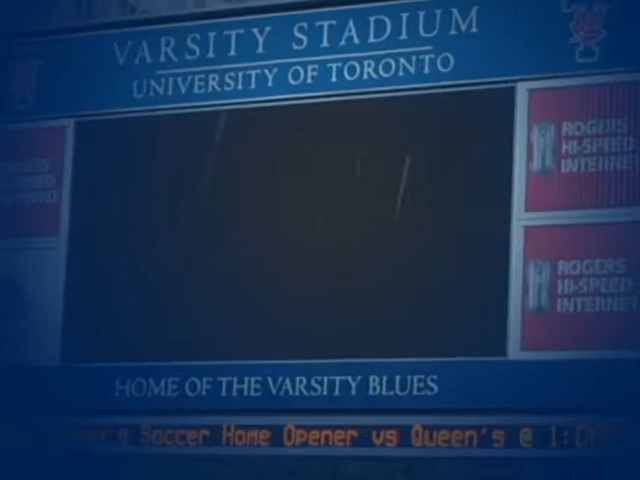 VARSITY STADIUM
UNIVERSITY OF TORONTO
ROGERS
HI-SPEED
INTERNET
ROGERS
HI-SPEED
INTERNET
HOME OF THE VARSITY BLUES
Soccer Home Opener vs Queen's @